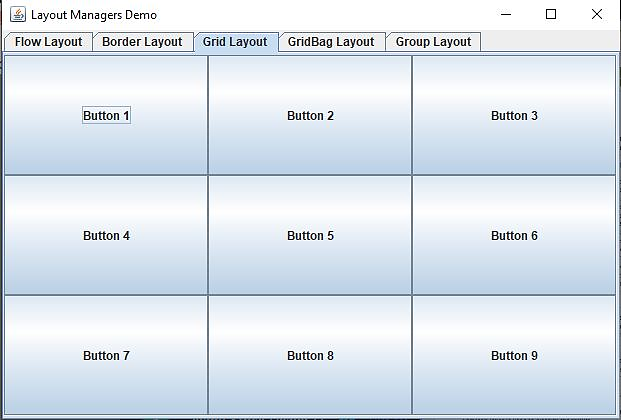 Layout Managers Demo
Flow Layout Border Layout Grid Layout GridBag Layout Group Layout
Button 1 Button 2 Button 3
Button 4 Button 5 Button 6
Button 7 Button 8 Button 9